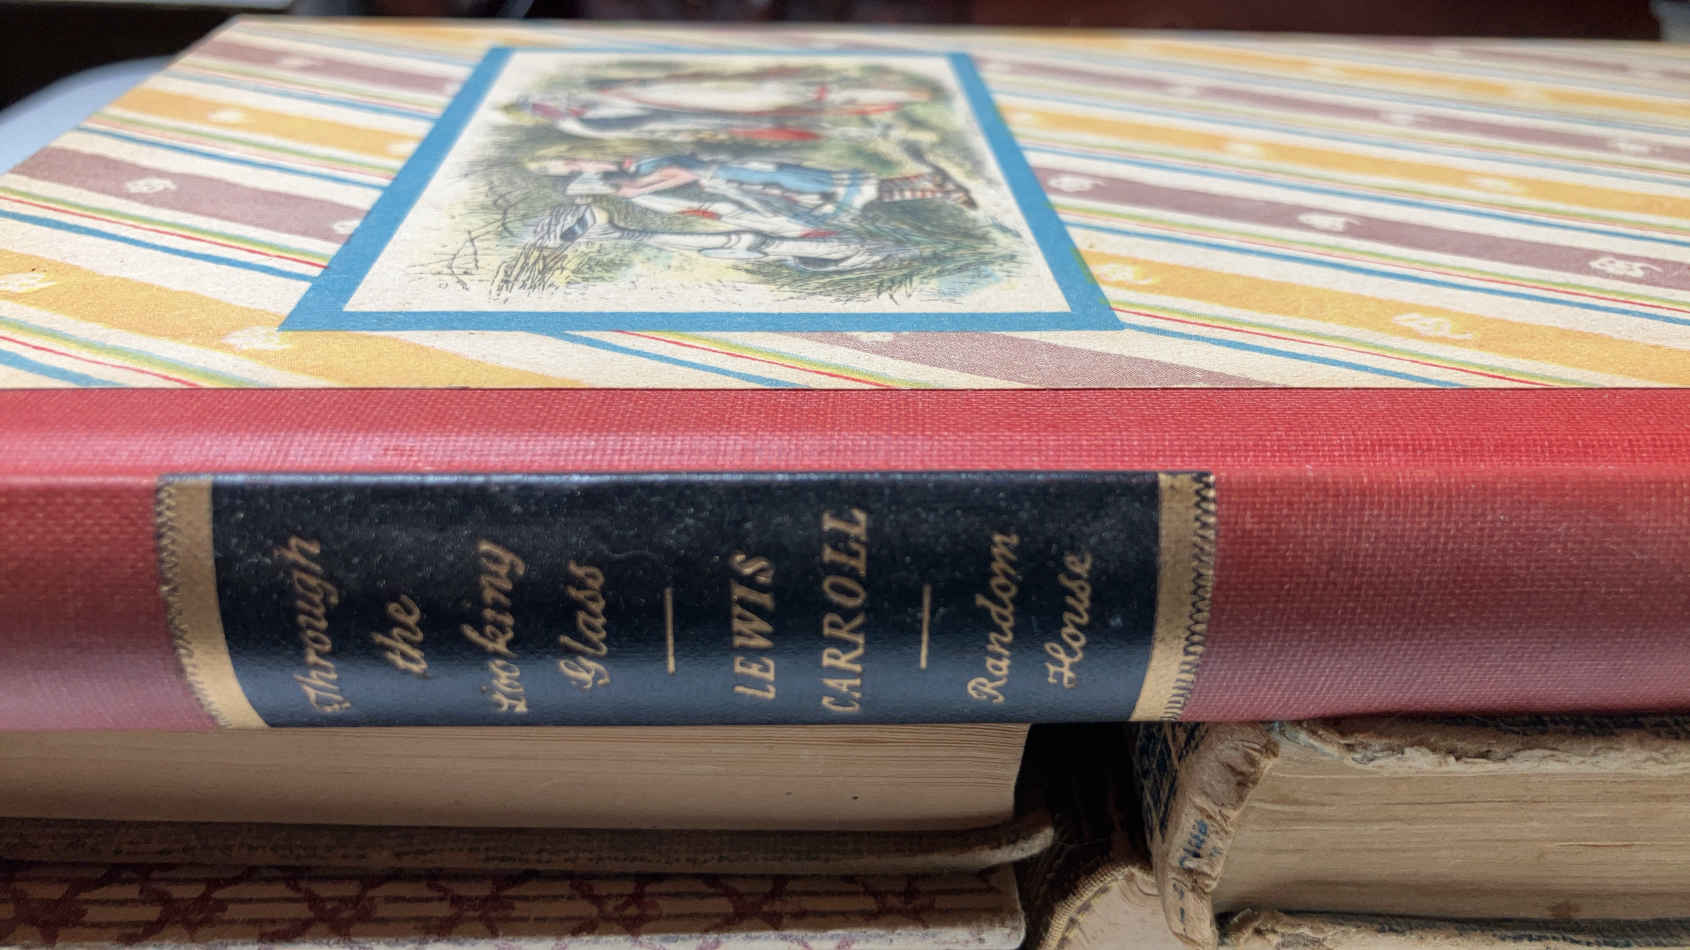 Through
the
Looking
Glass
LEWIS
CARROLL
Random
House